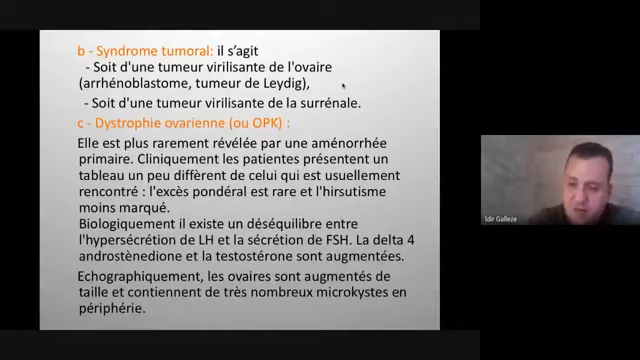 b - Syndrome tumoral: il s'agit
- Soit d'une tumeur virilisante de l'ovaire
(arrhénoblastome, tumeur de Leydig),
- Soit d'une tumeur virilisante de la surrénale.
c - Dystrophie ovarienne (ou OPK) :
Elle est plus rarement révélée par une aménorrhée
primaire. Cliniquement les patientes présentent un
tableau un peu diffèrent de celui qui est usuellement
rencontré : l'excès pondéral est rare et l'hirsutisme
moins marqué.
Biologiquement il existe un déséquilibre entre
l'hypersécrétion de LH et la sécrétion de FSH. La delta 4
androstènedione et la testostérone sont augmentées.
Echographiquement, les ovaires sont augmentés de
taille et contiennent de très nombreux microkystes en
périphérie.
Idir Galleze